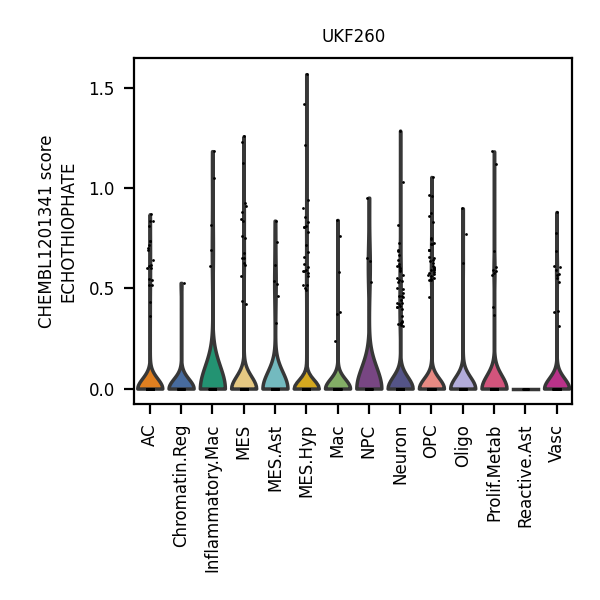 UKF260
CHEMBL1201341 score
ECHOTHIOPHATE
1.5
1.0
0.5
0.0
AC
Chromatin.Reg
Inflammatory.Mac
MES
MES.Ast
MES.Hyp
Mac
NPC
Neuron
OPC
Oligo
Prolif.Metab
Reactive.Ast
Vasc